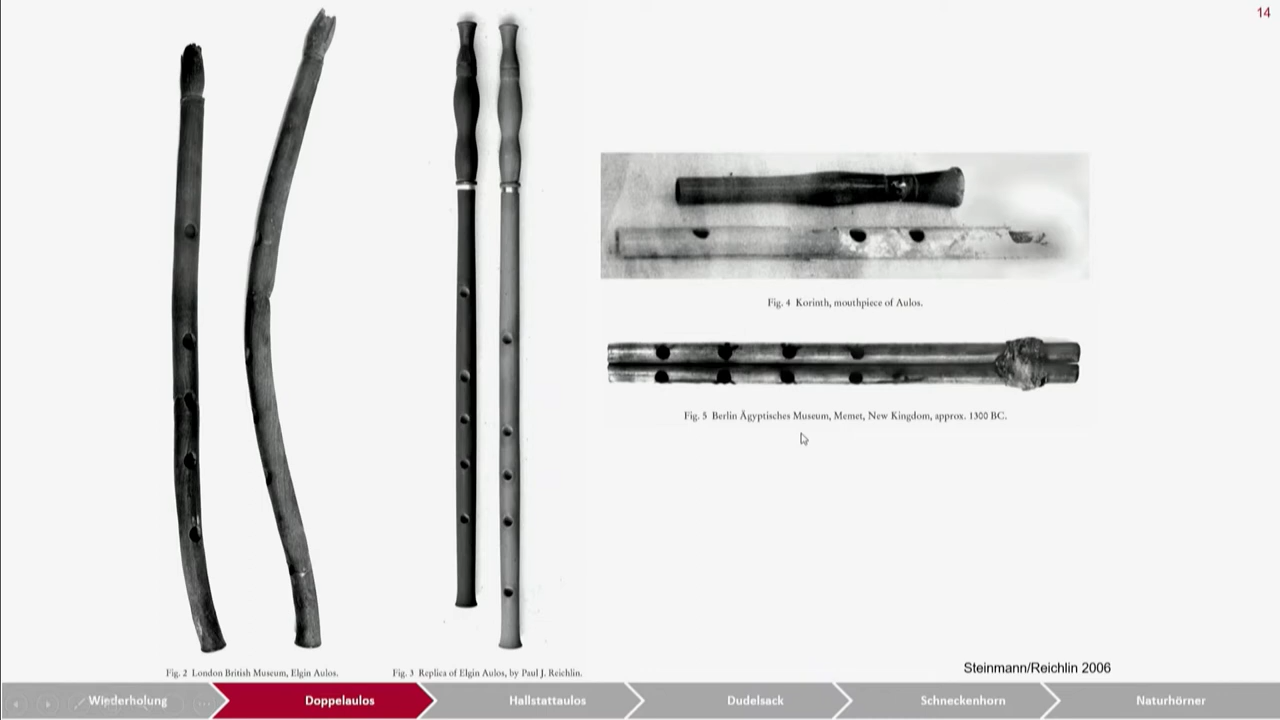 14
Fig. 4 Korinth, mouthpiece of Aulos.
Fig. 5 Berlin Ägyptisches Museum, Memet, New Kingdom, approx. 1300 BC.
Fig. 2 London British Museum, Elgin Aulos.
Fig. 3 Replica of Elgin Aulos, by Paul J. Reichlin.
Steinmann/Reichlin 2006
Wiederholung
Doppelaulos
Hallstattaulos
Dudelsack
Schneckenhorn
Naturhörner